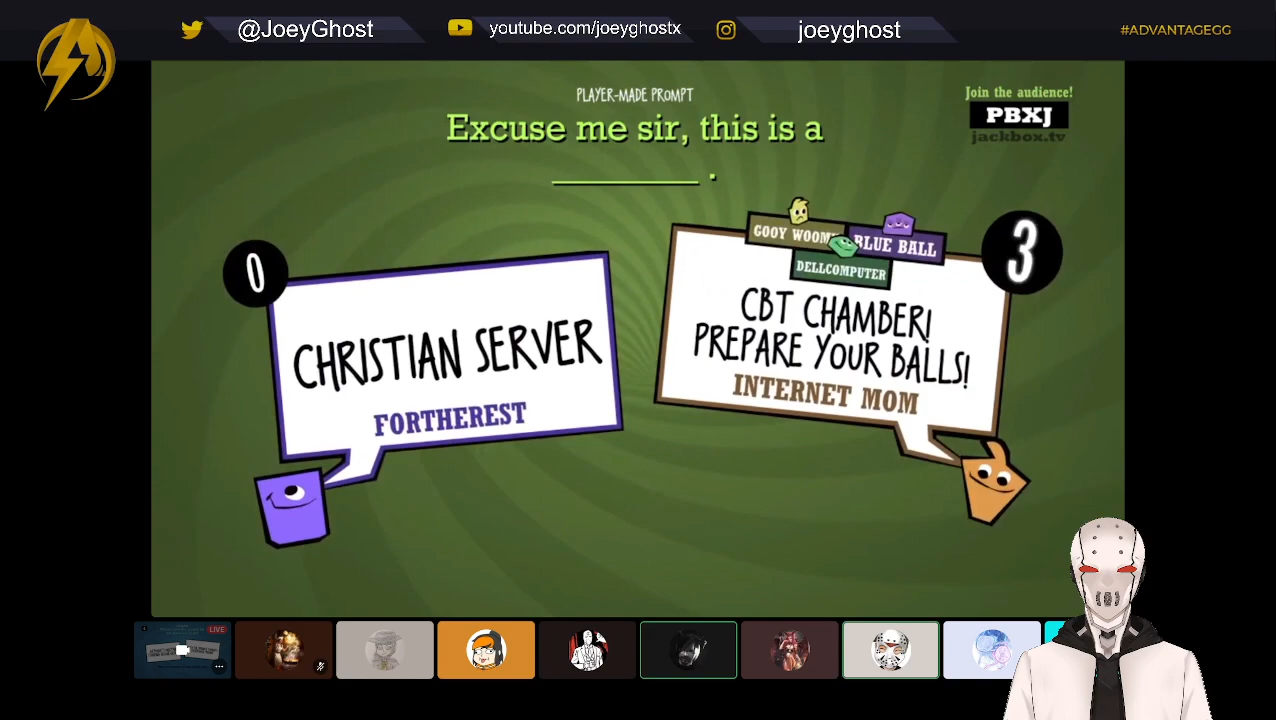 @JoeyGhost
youtube.com/joeyghostx
joeyghost
#ADVANTAGEGG
PLAYER-MADE PROMPT
Excuse me sir, this is a
_________ .
Join the audience!
PBXJ
jackbox.tv
0
CHRISTIAN SERVER
FORTHEREST
GOOY
BLUE BALL
DELLCOMPUTER
3
CBT CHAMBER!
PREPARE YOUR BALLS!
INTERNET MOM
LIVE